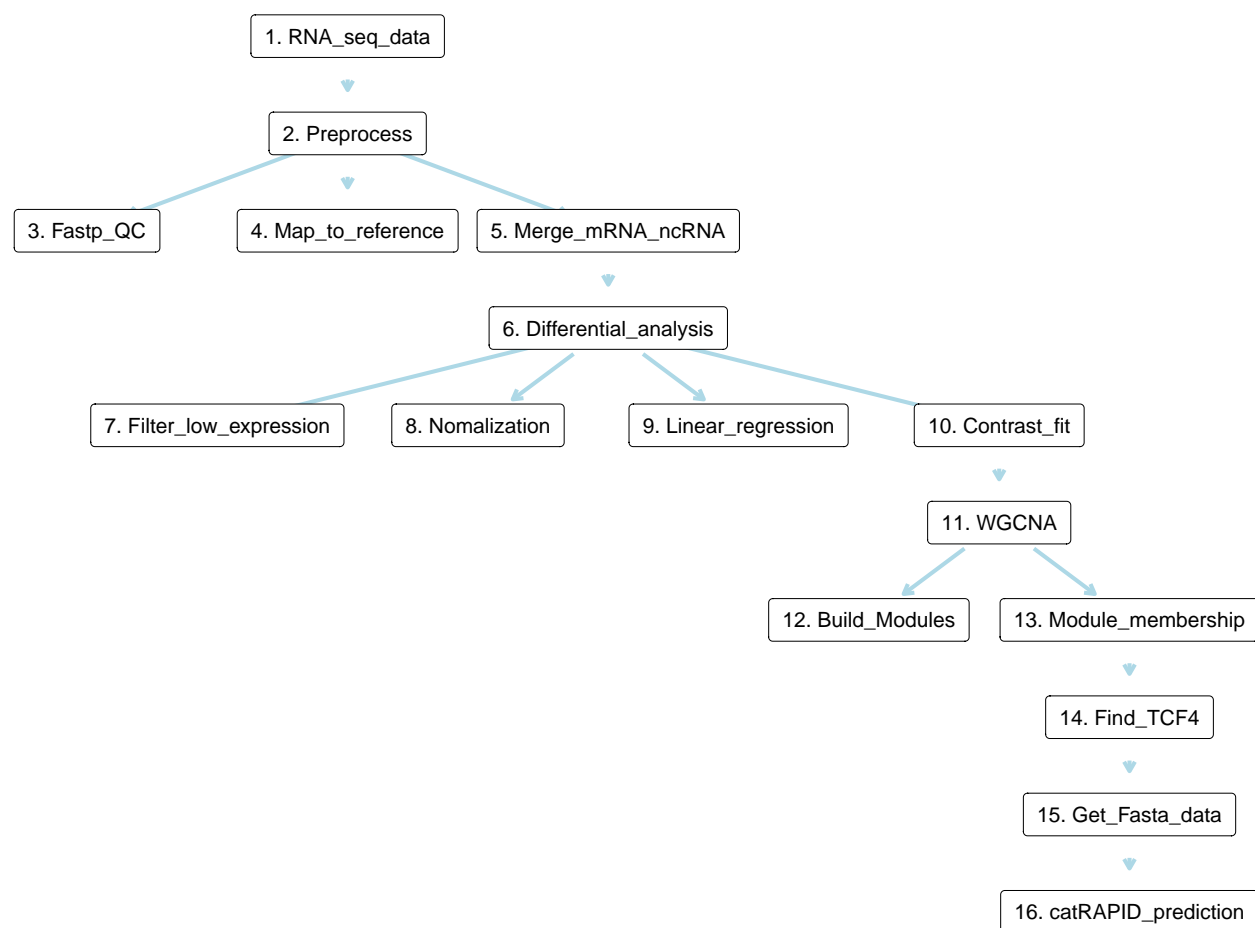 1. RNA_seq_data
2. Preprocess
3. Fastp_QC
4. Map_to_reference
5. Merge_mRNA_ncRNA
6. Differential_analysis
7. Filter_low_expression
8. Nomalization
9. Linear_regression
10. Contrast_fit
11. WGCNA
12. Build_Modules
13. Module_membership
14. Find_TCF4
15. Get_Fasta_data
16. catRAPID_prediction